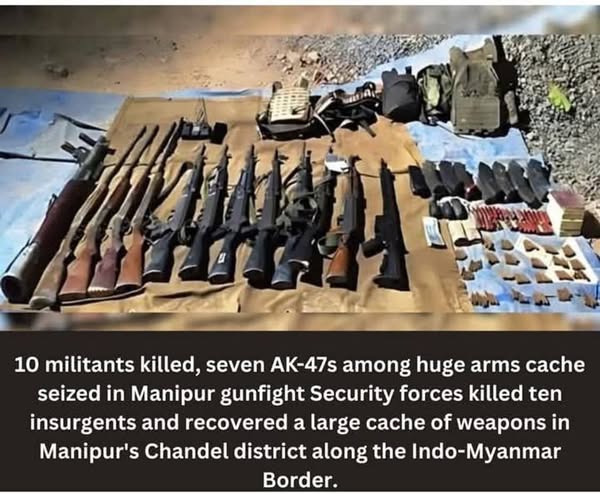 10 militants killed, seven AK-47s among huge arms cache
seized in Manipur gunfight Security forces killed ten
insurgents and recovered a large cache of weapons in
Manipur's Chandel district along the Indo-Myanmar
Border.